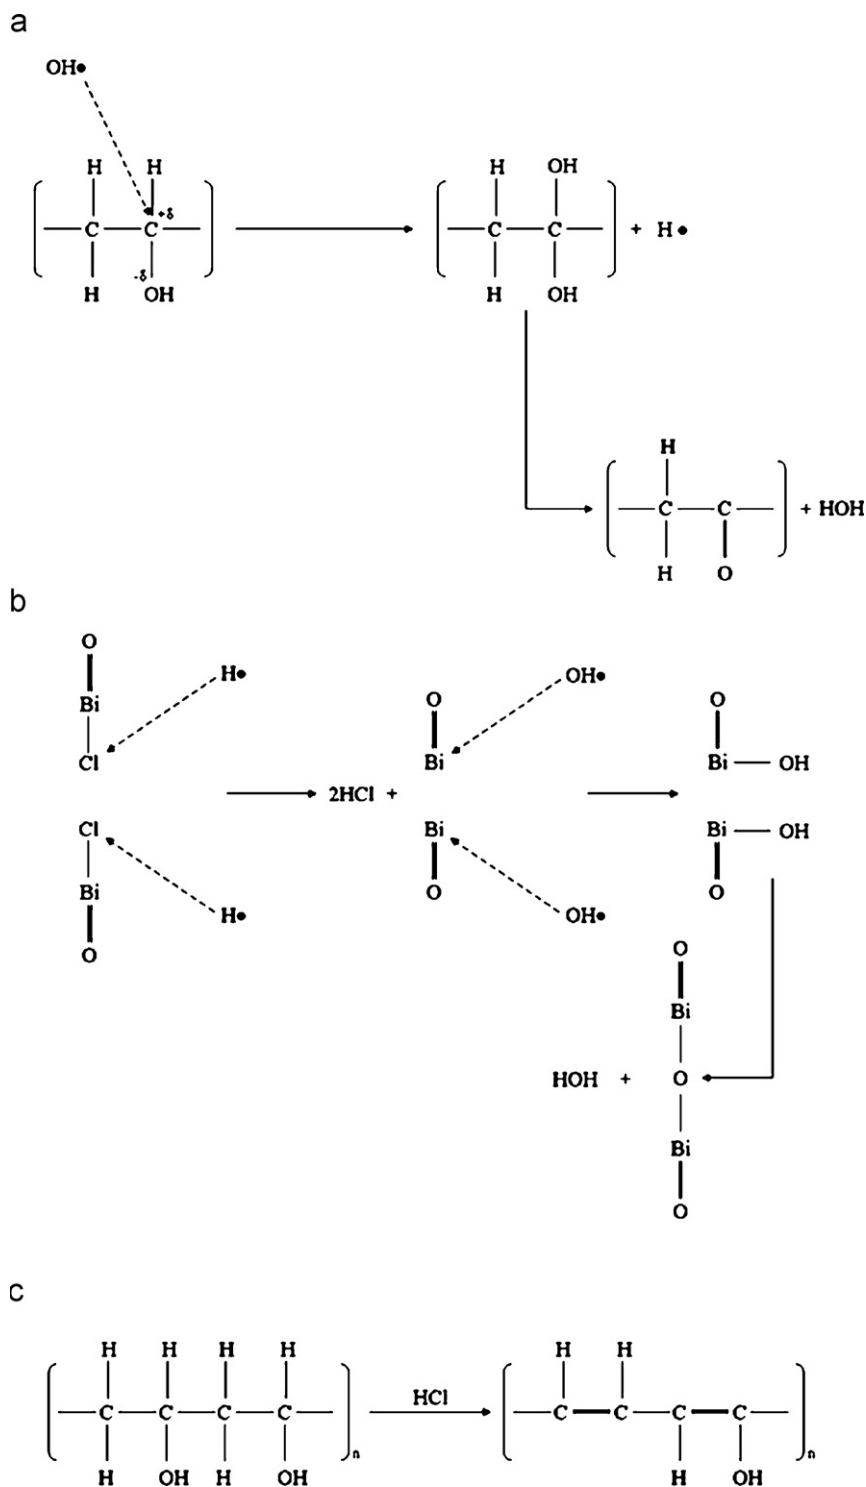 a
OH•
H H H OH
C C +δ C C + H•
-δ
H OH H OH
H
C C + HOH
H O
b
O
H• OH•
O O
Bi
Bi Bi OH
Cl
2HCl +
Cl Bi Bi OH
Bi O O
H• OH•
O
O
Bi
HOH + O
Bi
O
c
H H H H H H
HCl
C C C C C C C C
n n
H OH H OH H OH